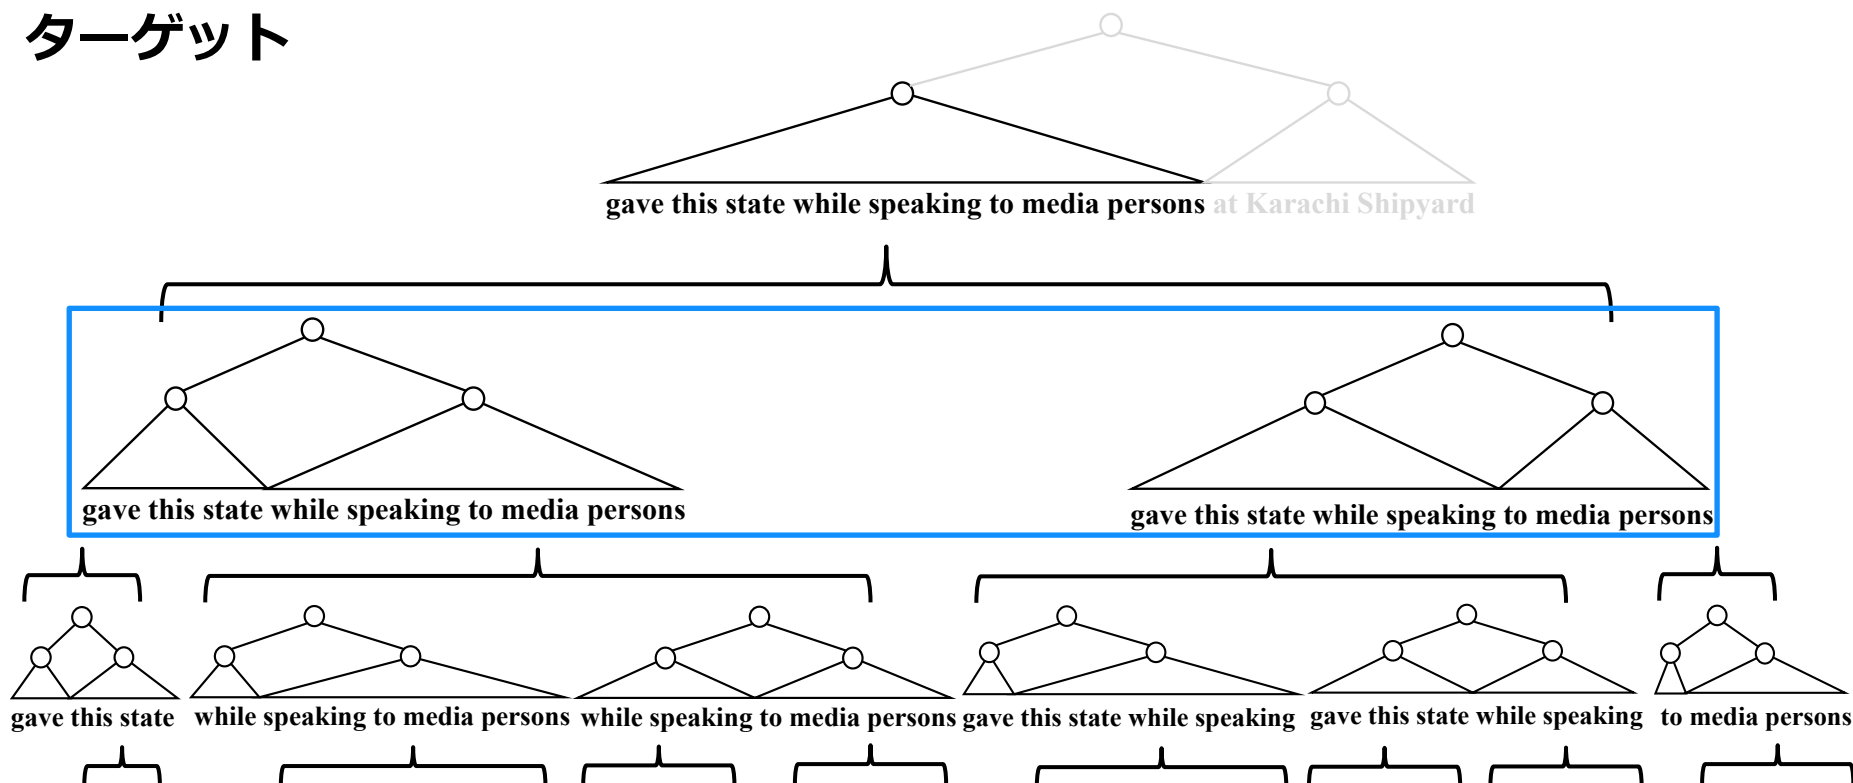 ターゲット
gave this state while speaking to media persons at Karachi Shipyard
gave this state while speaking to media persons
gave this state while speaking to media persons
gave this state
while speaking to media persons
while speaking to media persons
gave this state while speaking
gave this state while speaking
to media persons